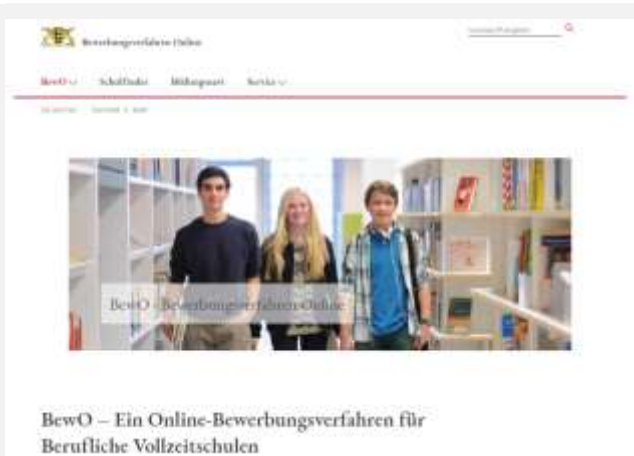 Bewerbungsverfahren Online
BewO Schulfinder Bildungsnavi Service
BewO - Bewerbungsverfahren Online
BewO – Ein Online-Bewerbungsverfahren für
Berufliche Vollzeitschulen